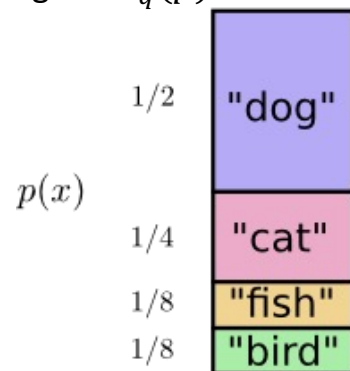 1/2 "dog"
p(x)
1/4 "cat"
1/8 "fish"
1/8 "bird"